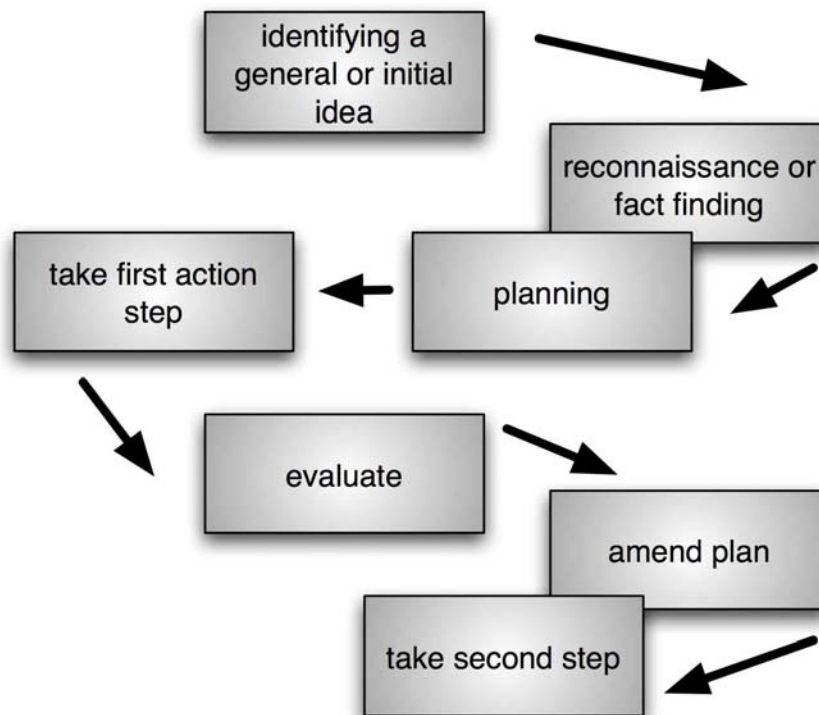 identifying a
general or initial
idea
reconnaissance or
fact finding
planning
take first action
step
evaluate
amend plan
take second step